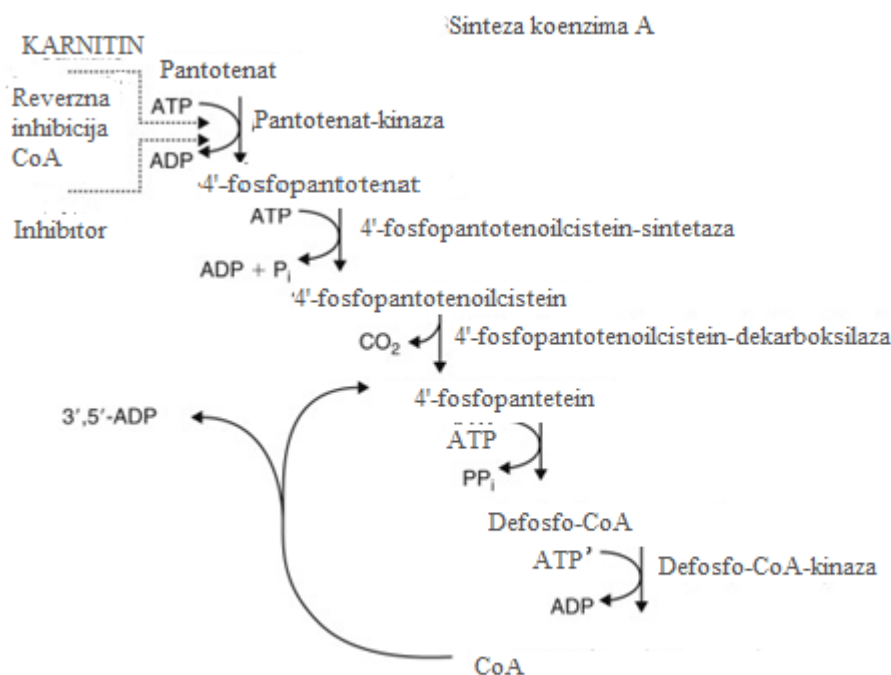 Sinteza koenzima A
KARNITIN
Pantotenat
Reverzna
inhibicija
CoA
ATP
ADP
Pantotenat-kinaza
Inhibitor
4'-fosfopantotenat
ATP
ADP + Pi
4'-fosfopantotenoilcistein-sintetaza
4'-fosfopantotenoilcistein
CO2
4'-fosfopantotenoilcistein-dekarboksilaza
4'-fosfopantetein
3',5'-ADP
ATP
PPi
Defosfo-CoA
ATP
ADP
Defosfo-CoA-kinaza
CoA